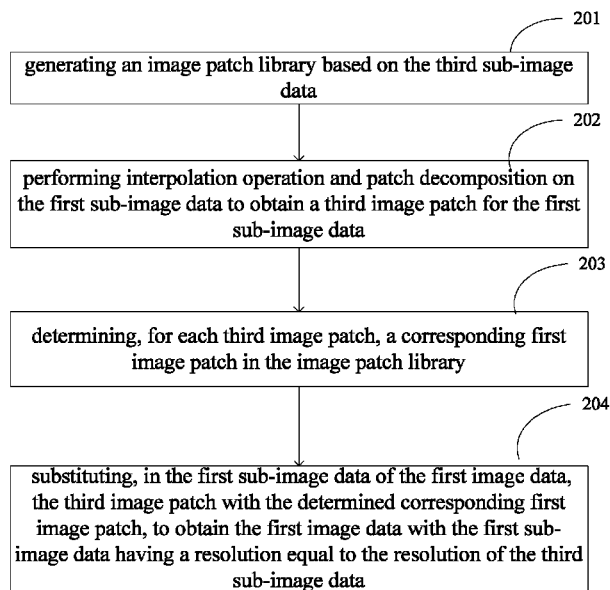 201
generating an image patch library based on the third sub-image
data
202
performing interpolation operation and patch decomposition on
the first sub-image data to obtain a third image patch for the first
sub-image data
203
determining, for each third image patch, a corresponding first
image patch in the image patch library
204
substituting, in the first sub-image data of the first image data,
the third image patch with the determined corresponding first
image patch, to obtain the first image data with the first sub-
image data having a resolution equal to the resolution of the third
sub-image data